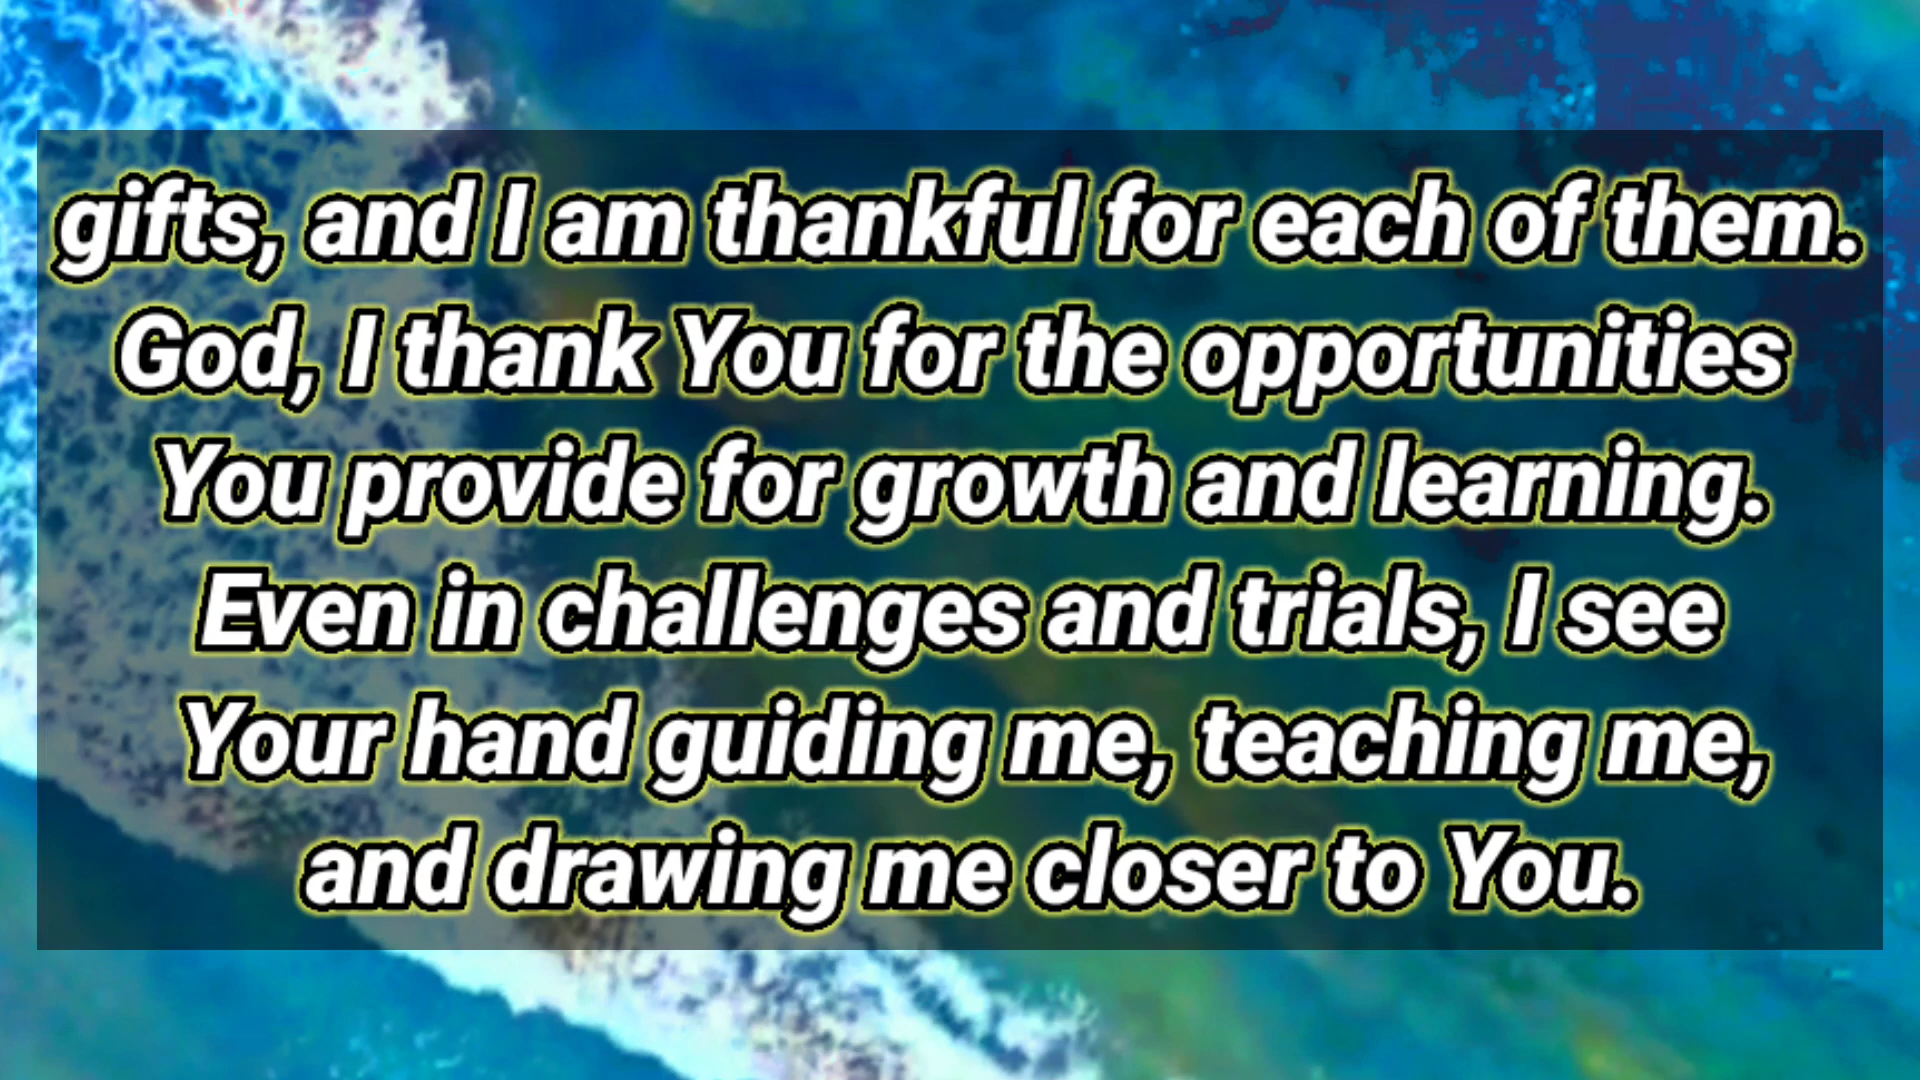 gifts, and I am thankful for each of them.
God, I thank You for the opportunities
You provide for growth and learning.
Even in challenges and trials, I see
Your hand guiding me, teaching me,
and drawing me closer to You.